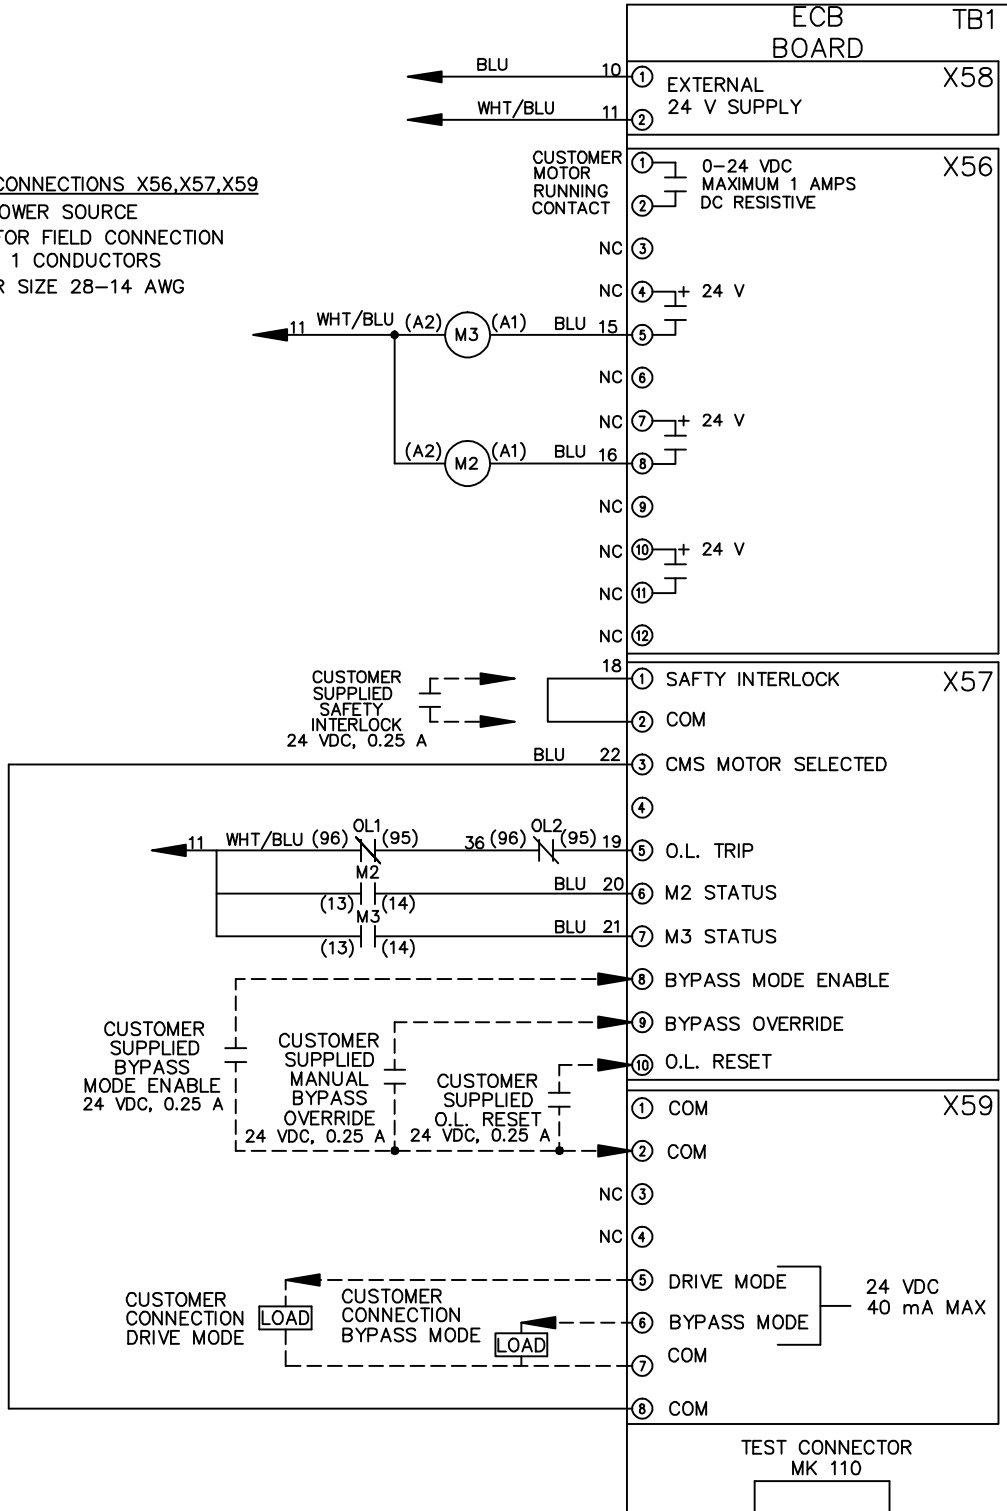 ECB
BOARD
TB1
BLU 10 1 EXTERNAL X58
WHT/BLU 11 2 24 V SUPPLY
CONNECTIONS X56,X57,X59
OWER SOURCE
FOR FIELD CONNECTION
1 CONDUCTORS
R SIZE 28-14 AWG
CUSTOMER
MOTOR
RUNNING
CONTACT
1
2
0-24 VDC
MAXIMUM 1 AMPS
DC RESISTIVE
X56
NC 3
NC 4 + 24 V
11 WHT/BLU (A2) M3 (A1) BLU 15 5
NC 6
NC 7 + 24 V
(A2) M2 (A1) BLU 16 8
NC 9
NC 10 + 24 V
NC 11
NC 12
CUSTOMER
SUPPLIED
SAFETY
INTERLOCK
24 VDC, 0.25 A
18 1 SAFTY INTERLOCK X57
2 COM
BLU 22 3 CMS MOTOR SELECTED
4
11 WHT/BLU (96) OL1 (95) 36 (96) OL2 (95) 19 5 O.L. TRIP
M2
(13) (14) BLU 20 6 M2 STATUS
M3
(13) (14) BLU 21 7 M3 STATUS
8 BYPASS MODE ENABLE
9 BYPASS OVERRIDE
10 O.L. RESET
CUSTOMER
SUPPLIED
BYPASS
MODE ENABLE
24 VDC, 0.25 A
CUSTOMER
SUPPLIED
MANUAL
BYPASS
OVERRIDE
24 VDC, 0.25 A
CUSTOMER
SUPPLIED
O.L. RESET
24 VDC, 0.25 A
1 COM X59
2 COM
NC 3
NC 4
5 DRIVE MODE
6 BYPASS MODE
7 COM
8 COM
24 VDC
40 mA MAX
CUSTOMER
CONNECTION
DRIVE MODE
LOAD
CUSTOMER
CONNECTION
BYPASS MODE
LOAD
TEST CONNECTOR
MK 110